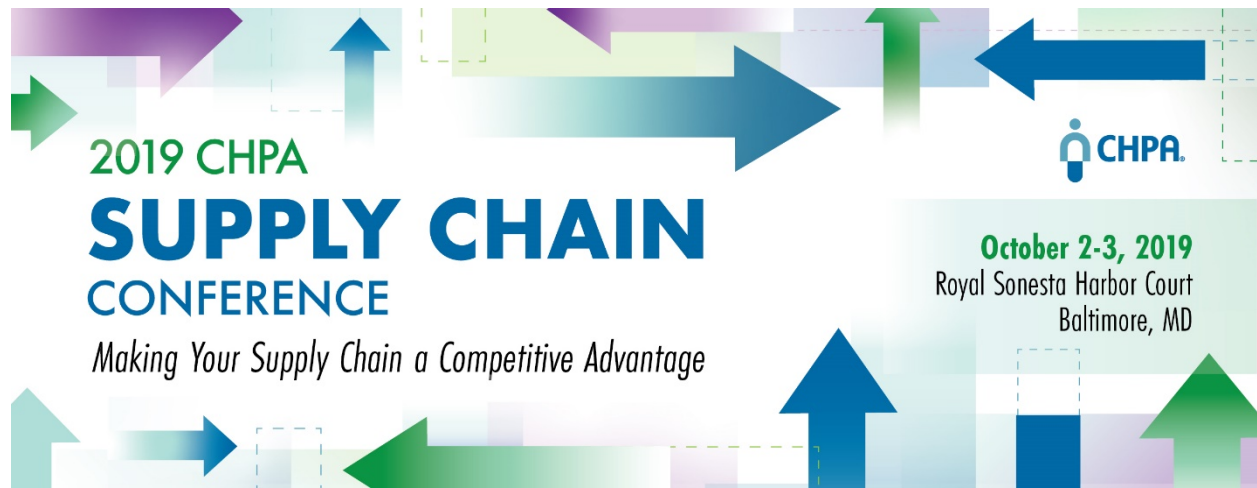 2019 CHPA
SUPPLY CHAIN
CONFERENCE
Making Your Supply Chain a Competitive Advantage
CHPA®
October 2-3, 2019
Royal Sonesta Harbor Court
Baltimore, MD